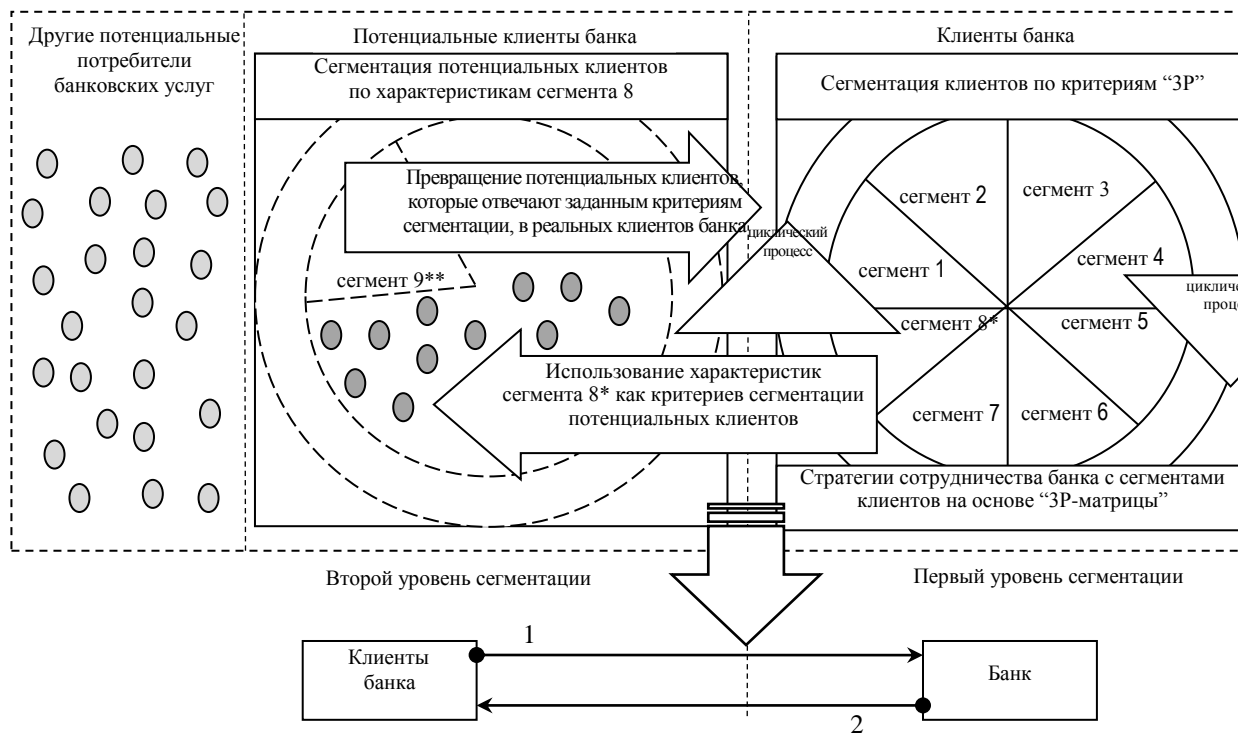 Другие потенциальные
потребители
банковских услуг
Потенциальные клиенты банка
Клиенты банка
Сегментация потенциальных клиентов
по характеристикам сегмента 8
Сегментация клиентов по критериям “3Р”
Превращение потенциальных клиентов,
которые отвечают заданным критериям
сегментации, в реальных клиентов банка
циклический
процесс
сегмент 9**
сегмент 2
сегмент 3
сегмент 1
сегмент 4
сегмент 8*
сегмент 5
сегмент 7
сегмент 6
Использование характеристик
сегмента 8* как критериев сегментации
потенциальных клиентов
Стратегии сотрудничества банка с сегментами
клиентов на основе “3Р-матрицы”
Второй уровень сегментации
Первый уровень сегментации
1
Клиенты
банка
Банк
2